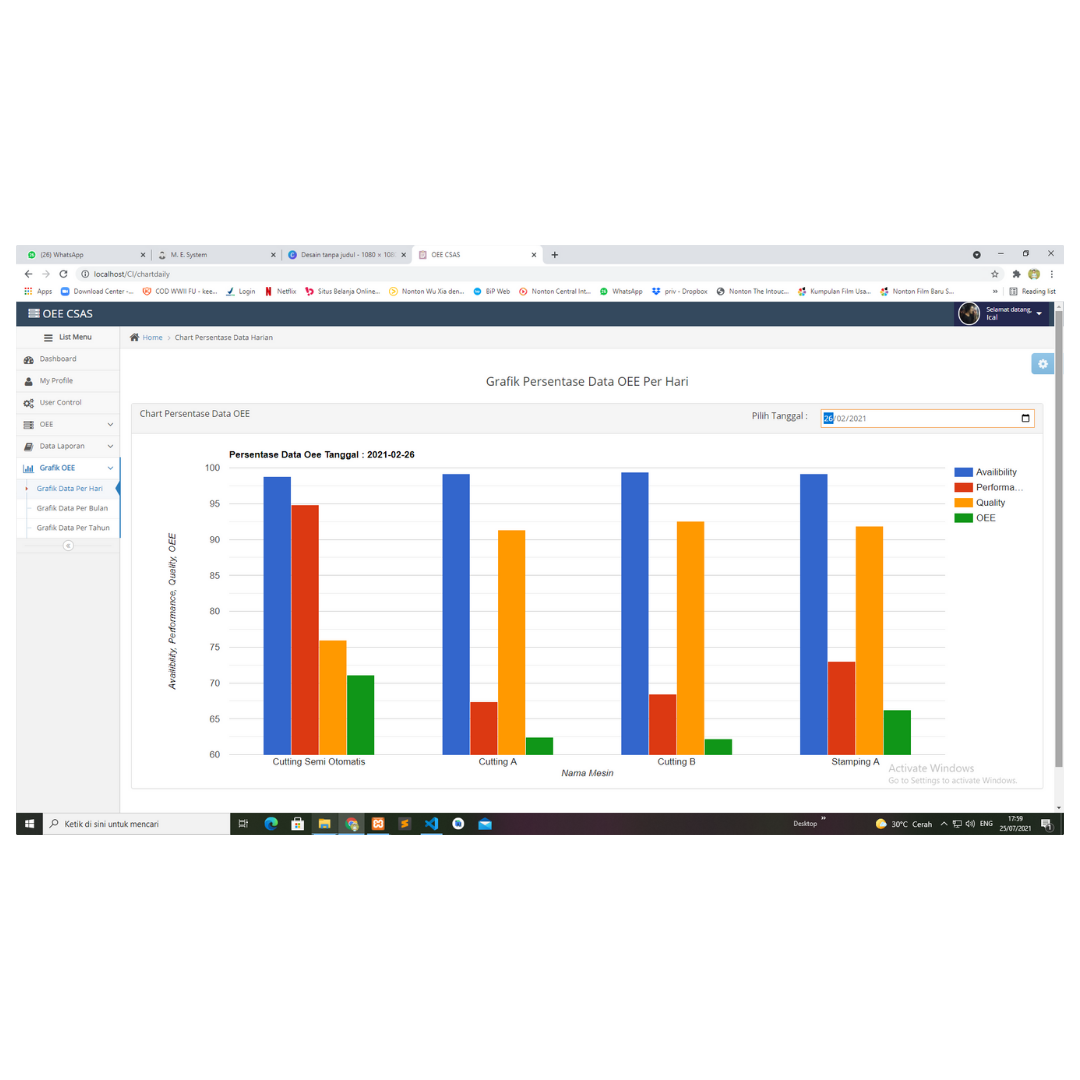 (26) WhatsApp
M. E. System
Desain tanpa judul - 1080 × 108
OEE CSAS
localhost/CI/chartdaily
Apps Download Center -... COD WWII FU - kee... Login Netflix Situs Belanja Online... Nonton Wu Xia den... BiP Web Nonton Central Int... WhatsApp priv - Dropbox Nonton The Intouc... Kumpulan Film Usa... Nonton Film Baru S... » Reading list
OEE CSAS
Selamat datang,
Ical
List Menu
Home > Chart Persentase Data Harian
Dashboard
My Profile
User Control
OEE
Data Laporan
Grafik OEE
Grafik Data Per Hari
Grafik Data Per Bulan
Grafik Data Per Tahun
Grafik Persentase Data OEE Per Hari
Chart Persentase Data OEE
Pilih Tanggal :
26/02/2021
Persentase Data Oee Tanggal : 2021-02-26
100
95
90
85
80
75
70
65
60
Availibility, Performance, Quality, OEE
Cutting Semi Otomatis
Cutting A
Cutting B
Stamping A
Nama Mesin
Availibility
Performa...
Quality
OEE
Activate Windows
Go to Settings to activate Windows.
Ketik di sini untuk mencari
Desktop »
30°C Cerah
ENG
17:59
25/07/2021
1